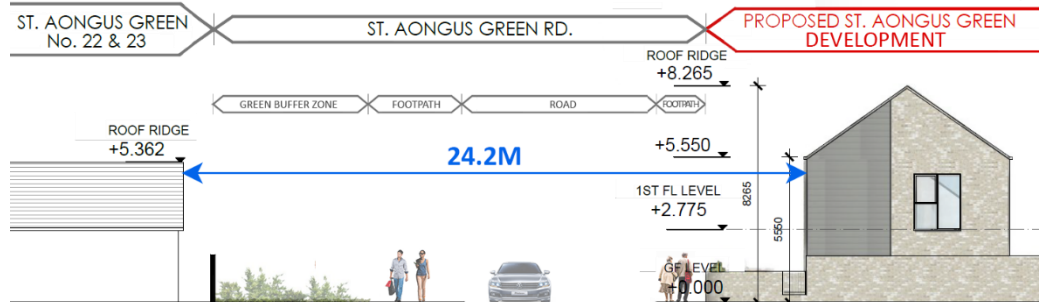 ST. AONGUS GREEN
No. 22 & 23
ST. AONGUS GREEN RD.
PROPOSED ST. AONGUS GREEN
DEVELOPMENT
ROOF RIDGE
+8.265
GREEN BUFFER ZONE
FOOTPATH
ROAD
FOOTPATH
ROOF RIDGE
+5.362
24.2M
+5.550
1ST FL LEVEL
+2.775
8265
5550
GF LEVEL
+0.000